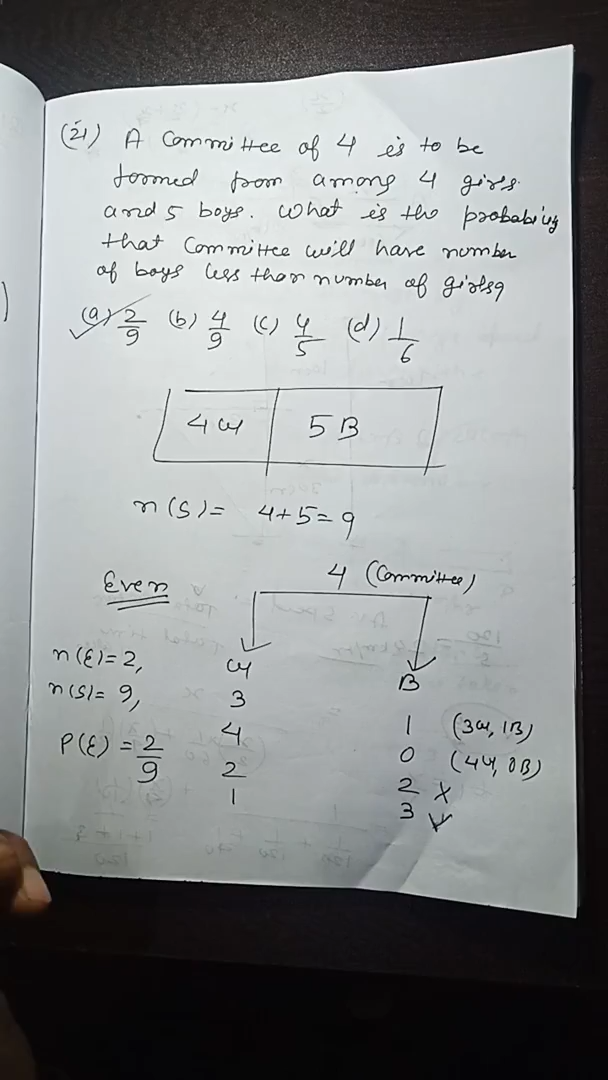 (21) A Committee of 4 is to be
formed from among 4 girls
and 5 boys. What is the probability
that Committee will have number
of boys less than number of girls?
(a) 2/9 (b) 4/9 (c) 4/5 (d) 1/6
4G 5B
n(S)= 4+5=9
Even 4 (Committee)
n(E)=2, G B
n(S)=9, 3 1 (3G, 1B)
P(E) = 2/9 4 0 (4G, 0B)
2 2 ×
1 3